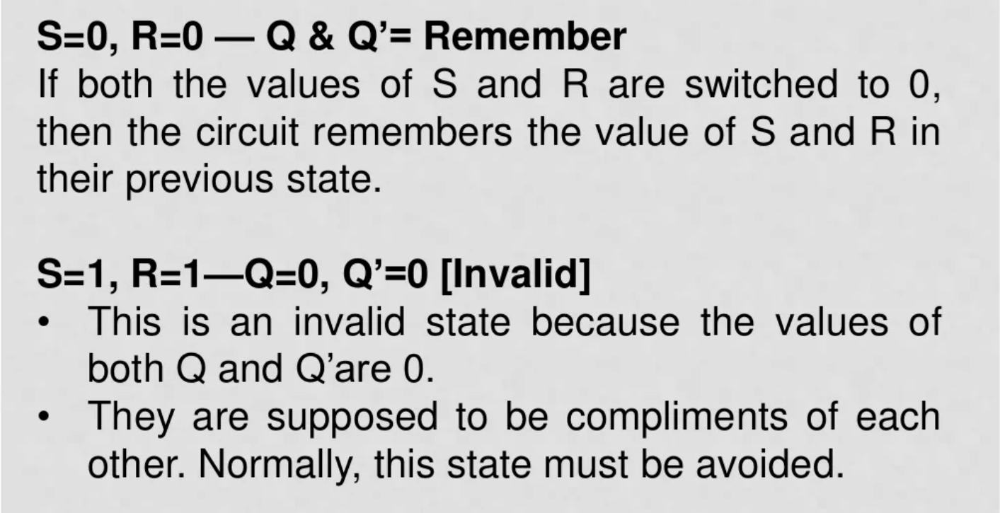 S=0, R=0 — Q & Q’= Remember
If both the values of S and R are switched to 0,
then the circuit remembers the value of S and R in
their previous state.
S=1, R=1—Q=0, Q’=0 [Invalid]
• This is an invalid state because the values of
both Q and Q’are 0.
• They are supposed to be compliments of each
other. Normally, this state must be avoided.